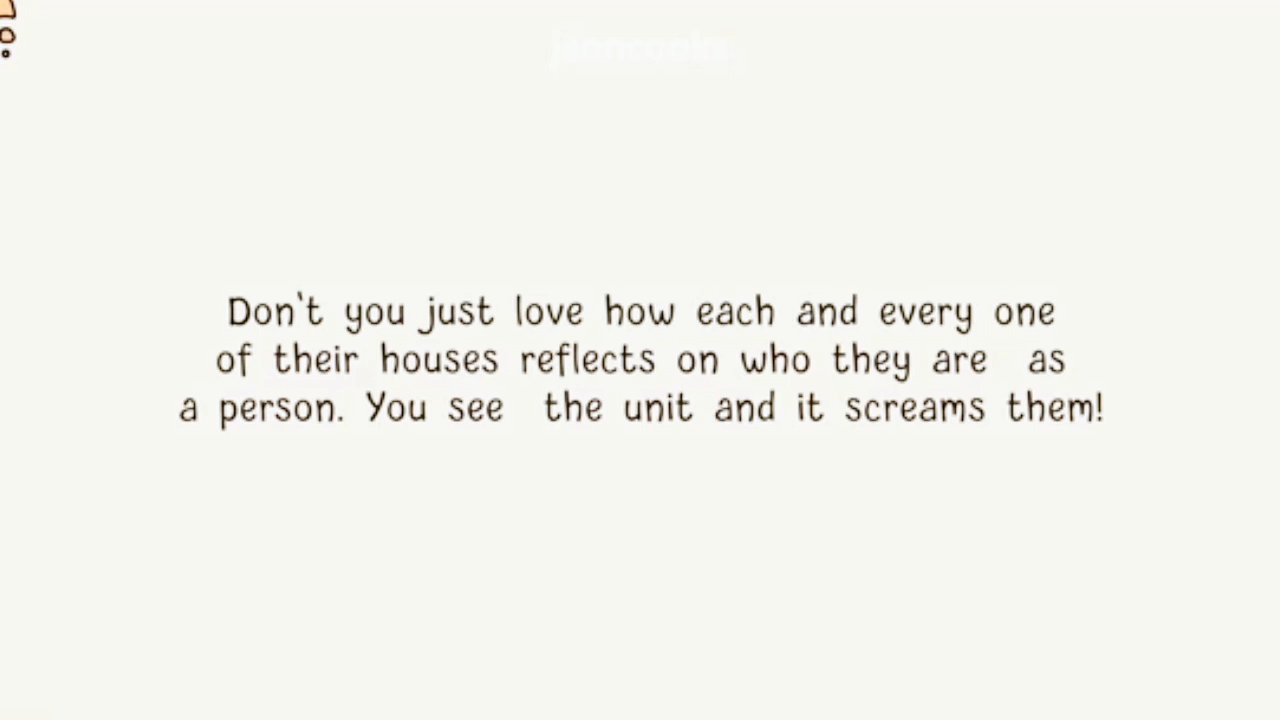 Don't you just love how each and every one
of their houses reflects on who they are as
a person. You see the unit and it screams them!